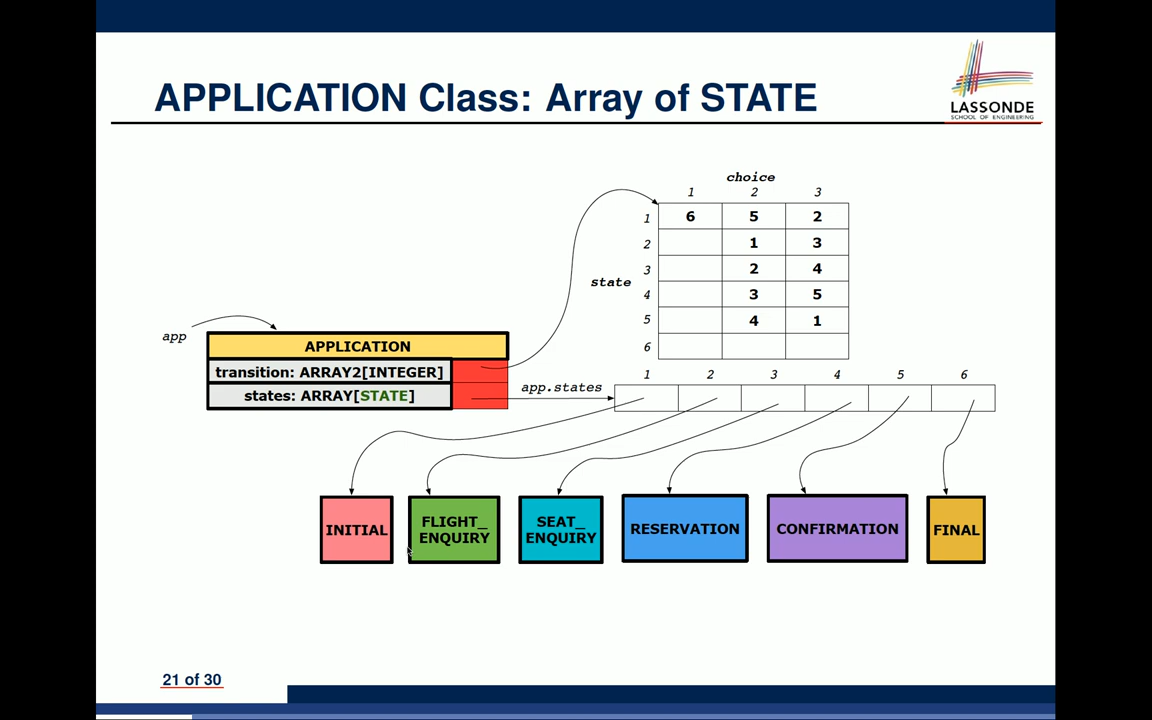 APPLICATION Class: Array of STATE
LASSONDE
SCHOOL OF ENGINEERING
choice
1 2 3
1 6 5 2
2 1 3
3 2 4
state
4 3 5
5 4 1
6
app
APPLICATION
transition: ARRAY2[INTEGER]
states: ARRAY[STATE]
app.states
1 2 3 4 5 6
INITIAL
FLIGHT_
ENQUIRY
SEAT_
ENQUIRY
RESERVATION
CONFIRMATION
FINAL
21 of 30